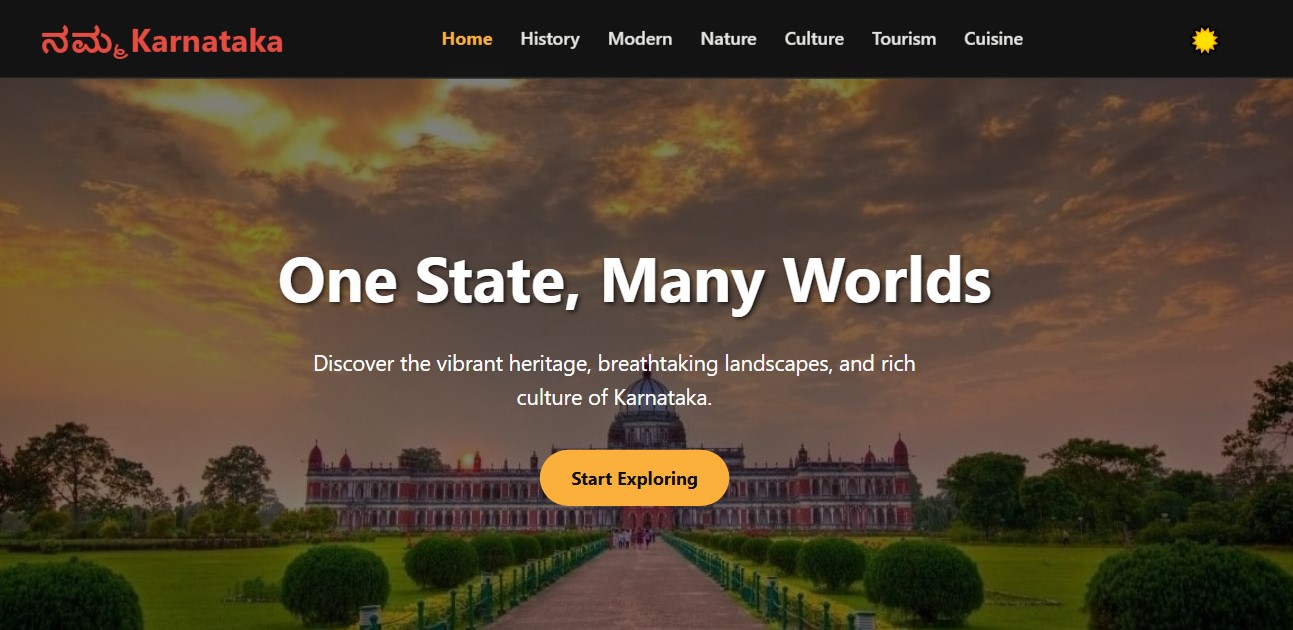 ನಮ್ಮ Karnataka
Home History Modern Nature Culture Tourism Cuisine
One State, Many Worlds
Discover the vibrant heritage, breathtaking landscapes, and rich
culture of Karnataka.
Start Exploring